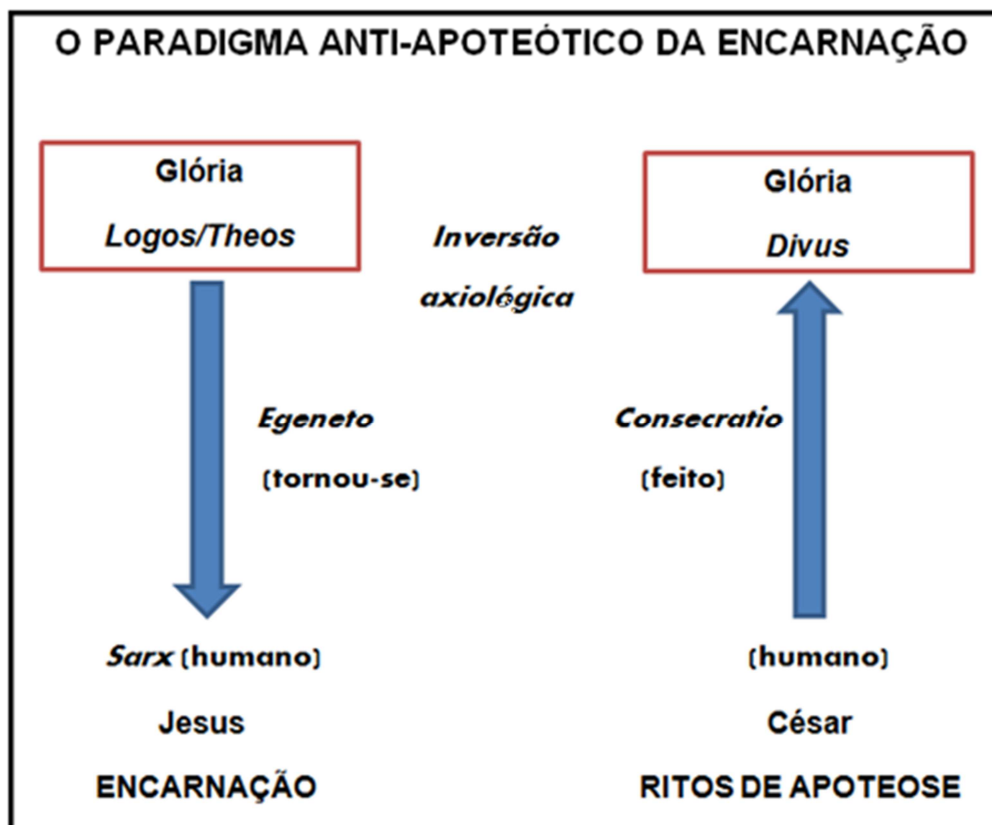 O PARADIGMA ANTI-APOTEÓTICO DA ENCARNAÇÃO
Glória
Logos/Theos
Inversão
axiológica
Glória
Divus
Egeneto
(tornou-se)
Consecratio
(feito)
Sarx (humano)
Jesus
ENCARNAÇÃO
(humano)
César
RITOS DE APOTEOSE